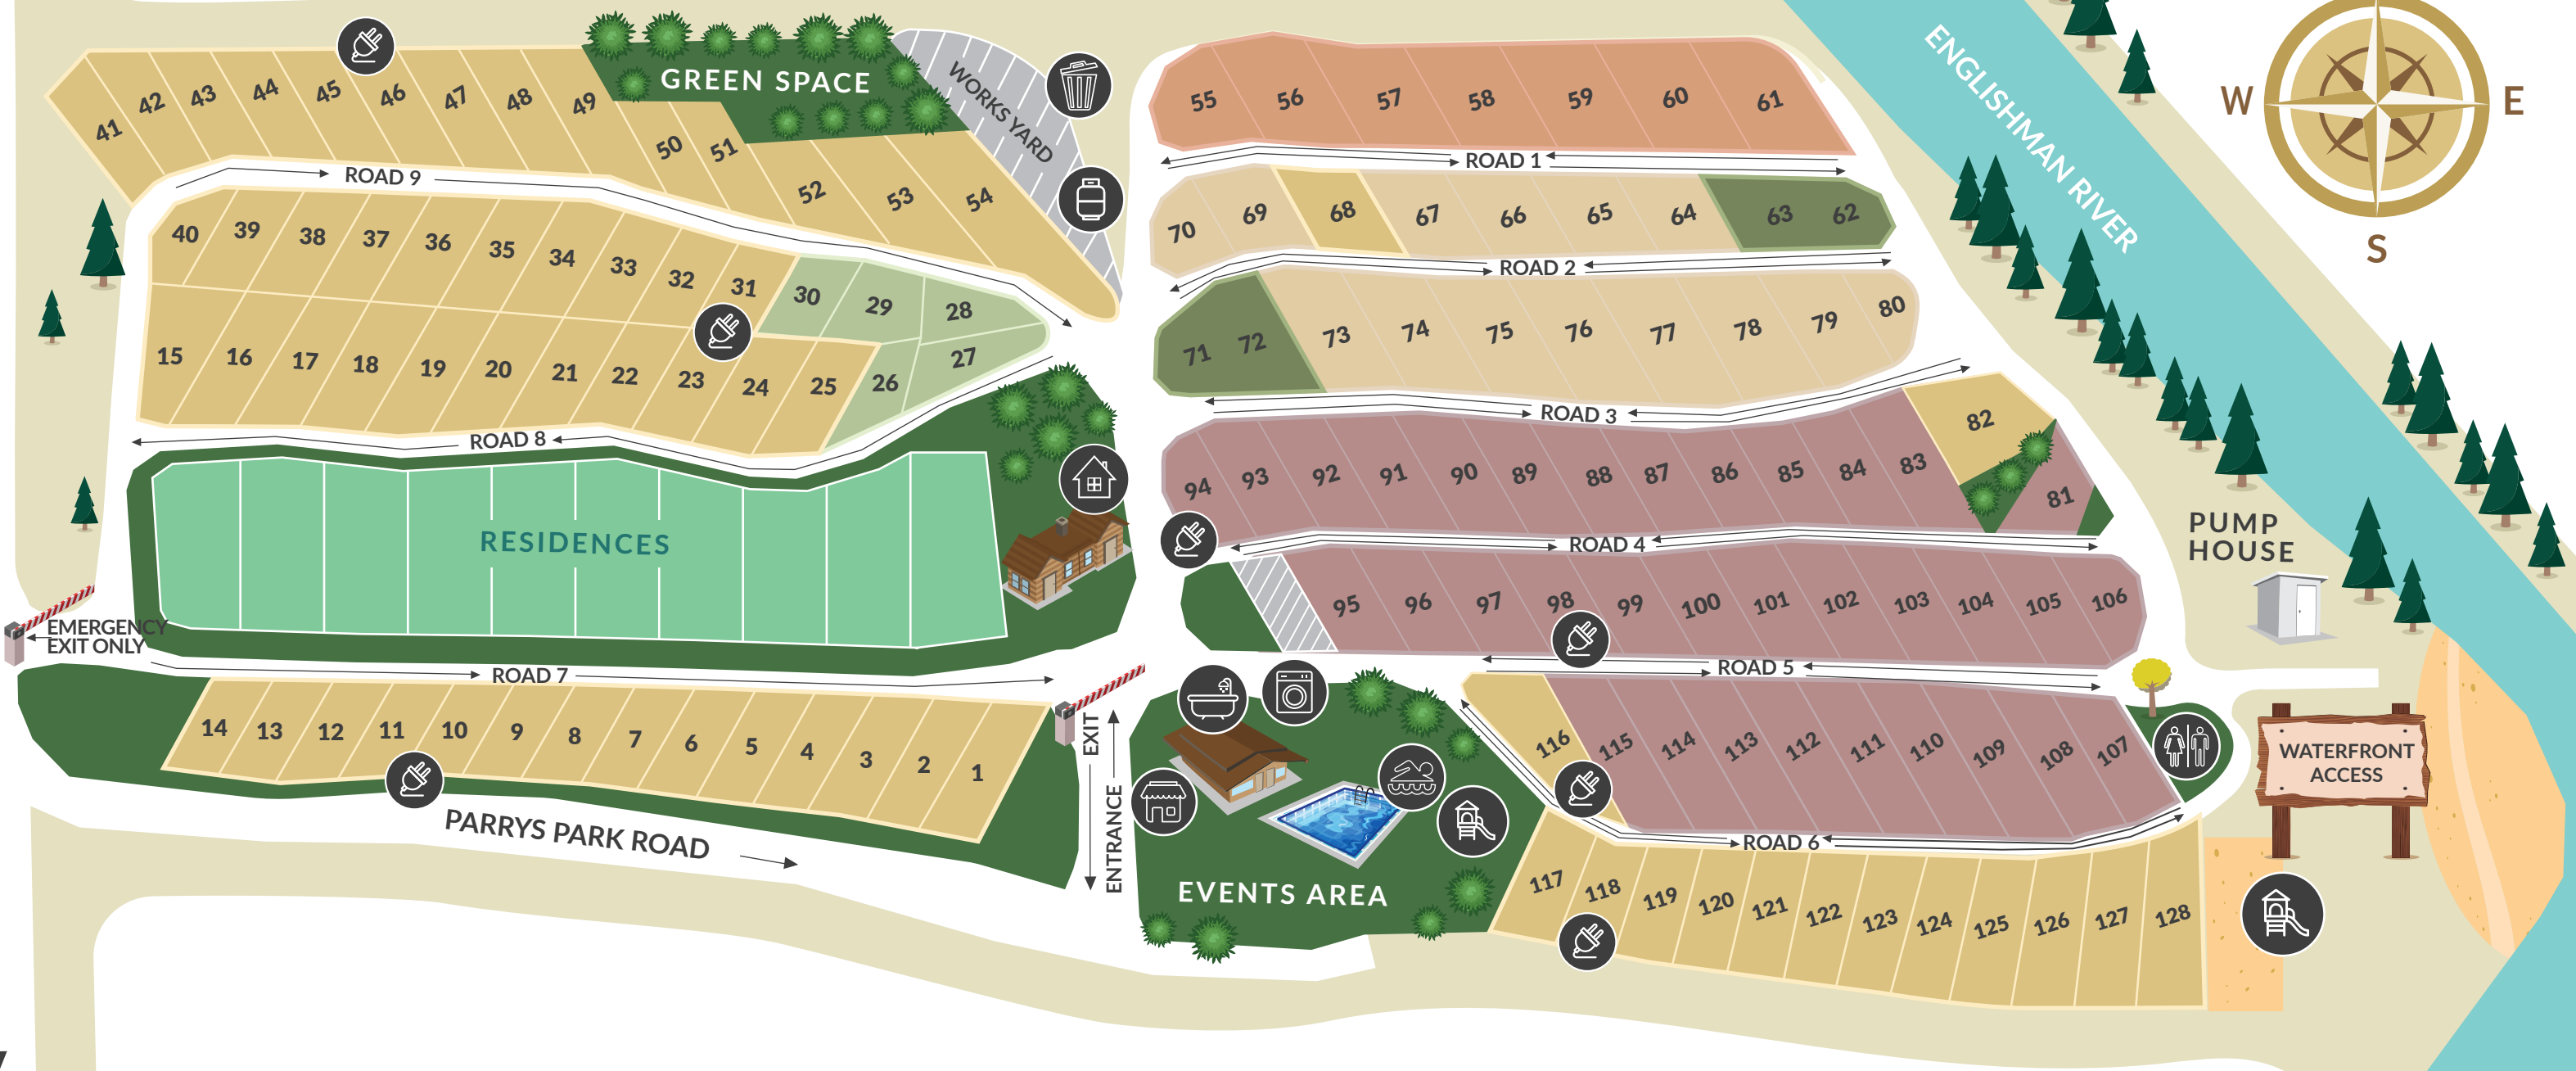 GREEN SPACE
WORKS YARD
41 42 43 44 45 46 47 48 49 50 51 52 53 54
ROAD 9
40 39 38 37 36 35 34 33 32 31 30 29 28
15 16 17 18 19 20 21 22 23 24 25 26 27
ROAD 8
RESIDENCES
EMERGENCY
EXIT ONLY
ROAD 7
14 13 12 11 10 9 8 7 6 5 4 3 2 1
PARRYS PARK ROAD
EXIT
ENTRANCE
55 56 57 58 59 60 61
ROAD 1
70 69 68 67 66 65 64 63 62
ROAD 2
71 72 73 74 75 76 77 78 79 80
ROAD 3
94 93 92 91 90 89 88 87 86 85 84 83 82 81
ROAD 4
95 96 97 98 99 100 101 102 103 104 105 106
ROAD 5
116 115 114 113 112 111 110 109 108 107
ROAD 6
117 118 119 120 121 122 123 124 125 126 127 128
EVENTS AREA
ENGLISHMAN RIVER
W
E
S
PUMP
HOUSE
WATERFRONT
ACCESS